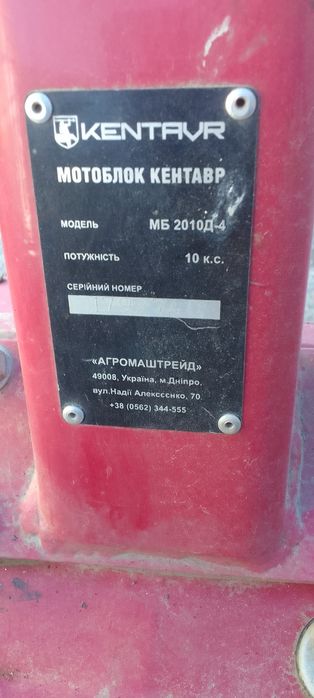 KENTAVR
МОТОБЛОК КЕНТАВР
МОДЕЛЬ МБ 2010Д-4
ПОТУЖНІСТЬ 10 к.с.
СЕРІЙНИЙ НОМЕР
«АГРОМАШТРЕЙД»
49008, Україна, м.Дніпро,
вул.Надії Алексєєнко, 70
+38 (0562) 344-555